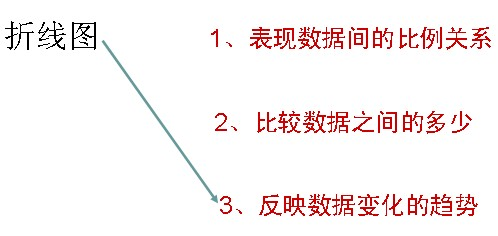 折线图
1、表现数据间的比例关系
2、比较数据之间的多少
3、反映数据变化的趋势